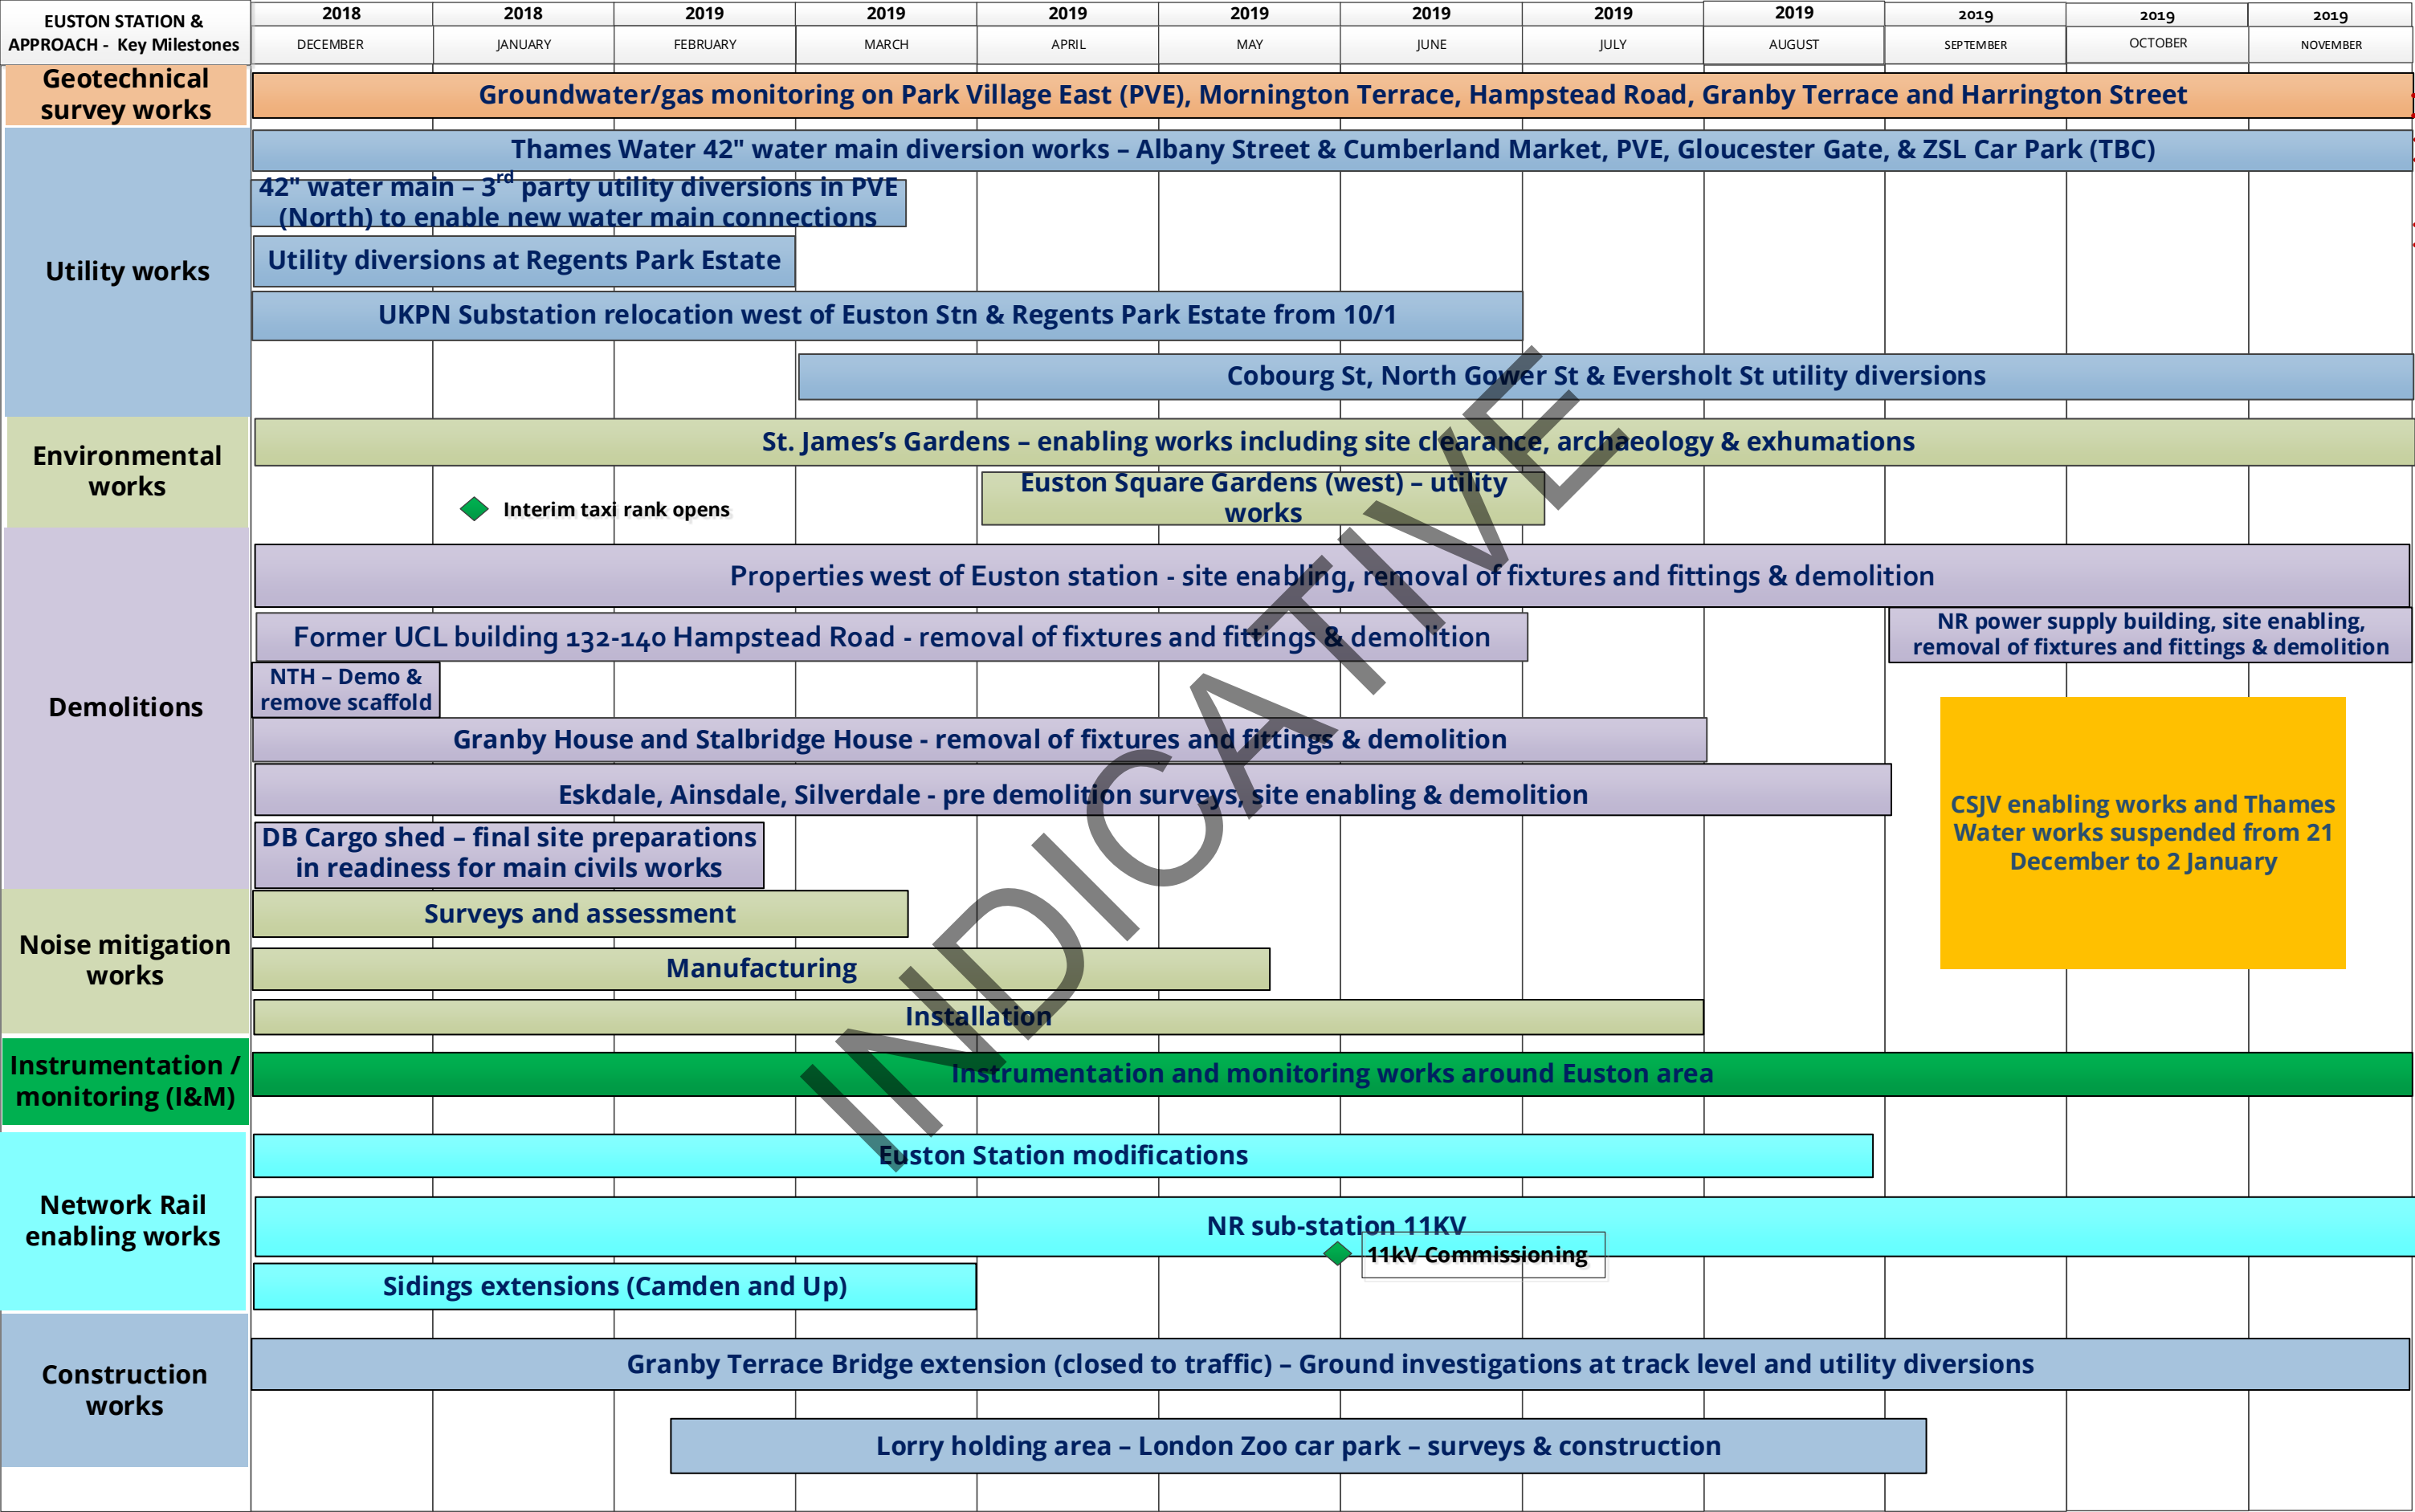 EUSTON STATION &
APPROACH - Key Milestones
2018 2018 2019 2019 2019 2019 2019 2019 2019 2019 2019 2019
DECEMBER JANUARY FEBRUARY MARCH APRIL MAY JUNE JULY AUGUST SEPTEMBER OCTOBER NOVEMBER
Geotechnical
survey works
Groundwater/gas monitoring on Park Village East (PVE), Mornington Terrace, Hampstead Road, Granby Terrace and Harrington Street
Utility works
Thames Water 42" water main diversion works – Albany Street & Cumberland Market, PVE, Gloucester Gate, & ZSL Car Park (TBC)
42" water main – 3rd party utility diversions in PVE
(North) to enable new water main connections
Utility diversions at Regents Park Estate
UKPN Substation relocation west of Euston Stn & Regents Park Estate from 10/1
Cobourg St, North Gower St & Eversholt St utility diversions
Environmental
works
St. James’s Gardens – enabling works including site clearance, archaeology & exhumations
Euston Square Gardens (west) – utility
works
Interim taxi rank opens
Demolitions
Properties west of Euston station - site enabling, removal of fixtures and fittings & demolition
Former UCL building 132-140 Hampstead Road - removal of fixtures and fittings & demolition
NR power supply building, site enabling,
removal of fixtures and fittings & demolition
NTH – Demo &
remove scaffold
Granby House and Stalbridge House - removal of fixtures and fittings & demolition
Eskdale, Ainsdale, Silverdale - pre demolition surveys, site enabling & demolition
DB Cargo shed – final site preparations
in readiness for main civils works
CSJV enabling works and Thames
Water works suspended from 21
December to 2 January
Noise mitigation
works
Surveys and assessment
Manufacturing
Installation
Instrumentation /
monitoring (I&M)
Instrumentation and monitoring works around Euston area
Network Rail
enabling works
Euston Station modifications
NR sub-station 11KV
11kV Commissioning
Sidings extensions (Camden and Up)
Construction
works
Granby Terrace Bridge extension (closed to traffic) – Ground investigations at track level and utility diversions
Lorry holding area – London Zoo car park – surveys & construction
INDICATIVE